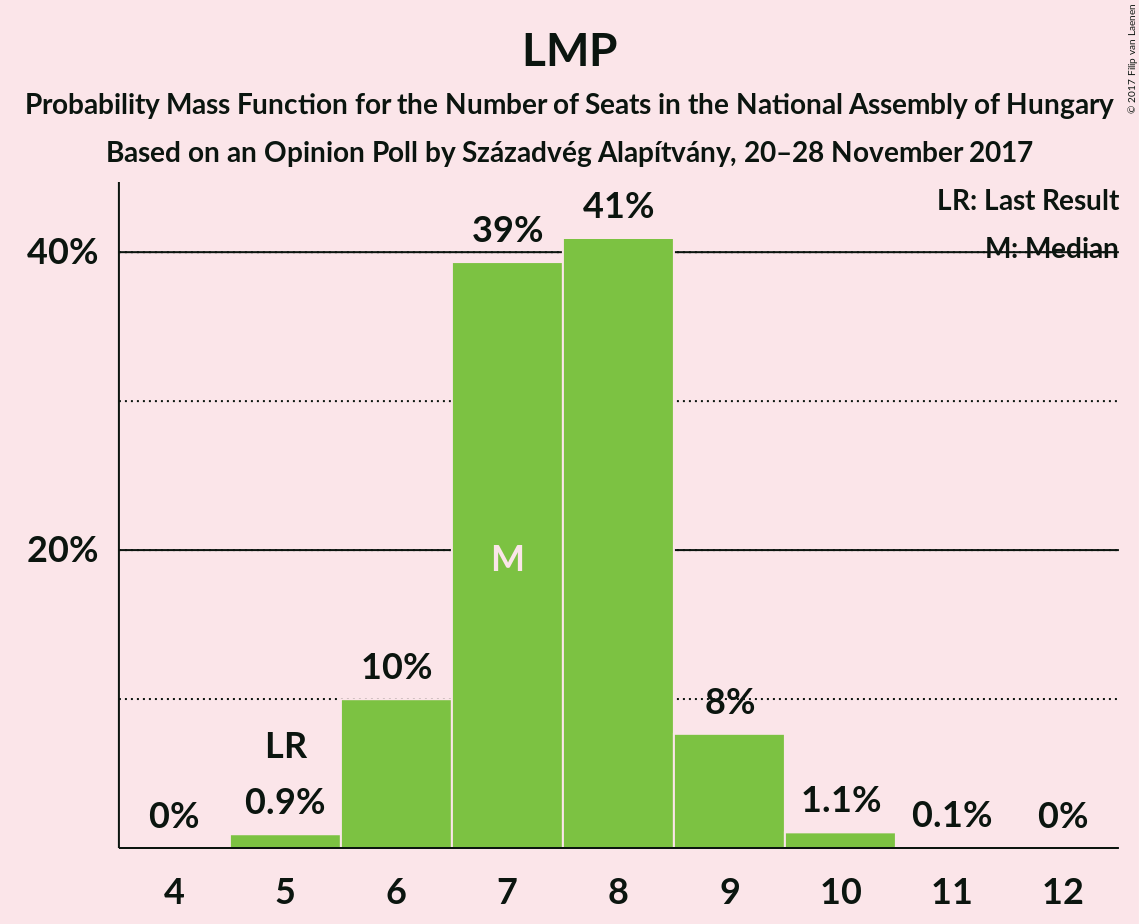 LMP
Probability Mass Function for the Number of Seats in the National Assembly of Hungary
Based on an Opinion Poll by Századvég Alapítvány, 20–28 November 2017
© 2017 Filip van Laenen
LR: Last Result
M: Median
40%
20%
0%
LR
0.9%
10%
39%
M
41%
8%
1.1%
0.1%
0%
4 5 6 7 8 9 10 11 12